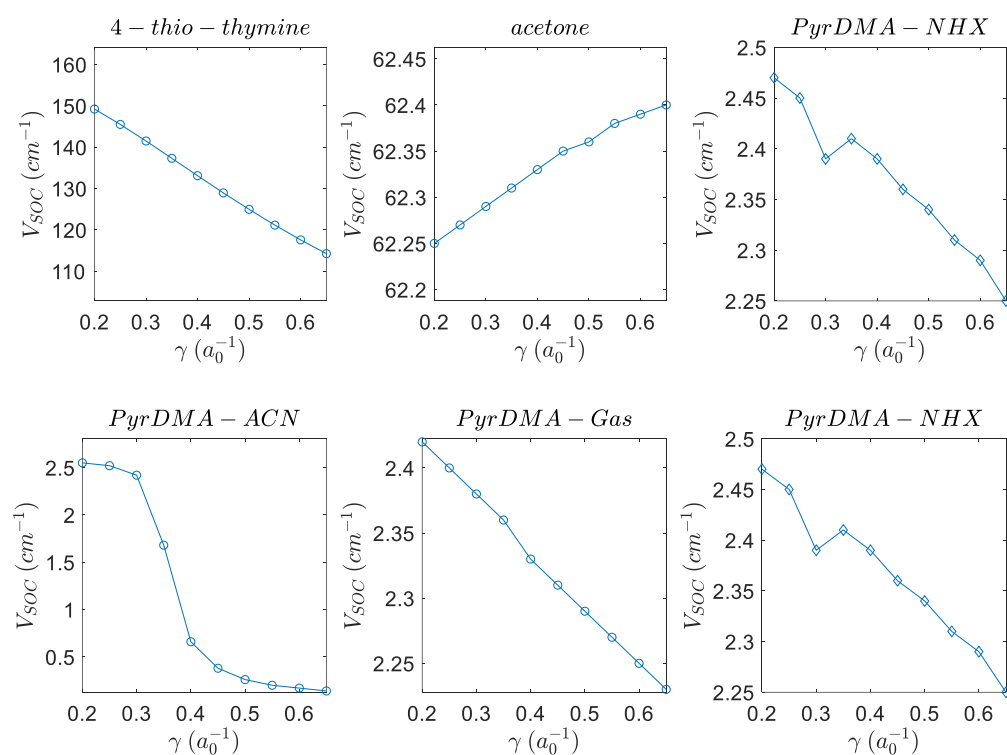 4 − thio − thymine
160
150
140
130
120
110
0.2 0.3 0.4 0.5 0.6
V_SOC (cm⁻¹)
γ (a₀⁻¹)
acetone
62.45
62.4
62.35
62.3
62.25
62.2
0.2 0.3 0.4 0.5 0.6
V_SOC (cm⁻¹)
γ (a₀⁻¹)
PyrDMA − NHX
2.5
2.45
2.4
2.35
2.3
2.25
0.2 0.3 0.4 0.5 0.6
V_SOC (cm⁻¹)
γ (a₀⁻¹)
PyrDMA − ACN
2.5
2
1.5
1
0.5
0.2 0.3 0.4 0.5 0.6
V_SOC (cm⁻¹)
γ (a₀⁻¹)
PyrDMA − Gas
2.4
2.35
2.3
2.25
0.2 0.3 0.4 0.5 0.6
V_SOC (cm⁻¹)
γ (a₀⁻¹)
PyrDMA − NHX
2.5
2.45
2.4
2.35
2.3
2.25
0.2 0.3 0.4 0.5 0.6
V_SOC (cm⁻¹)
γ (a₀⁻¹)